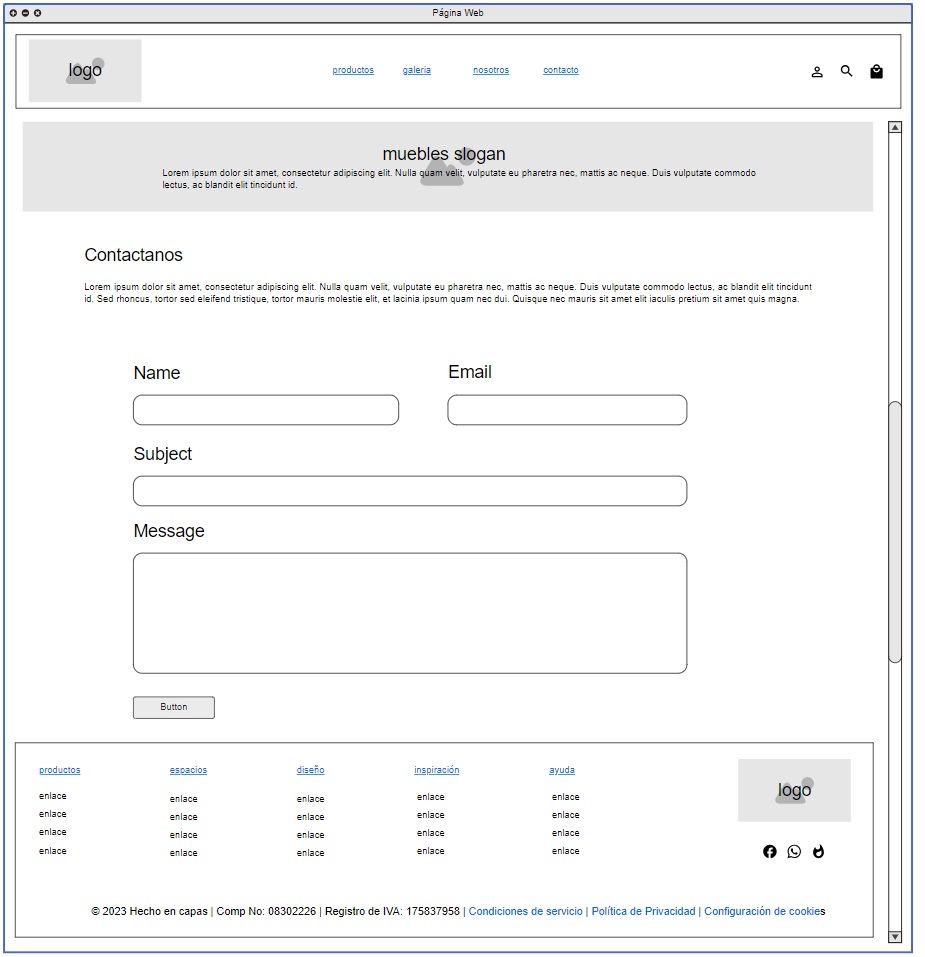 Página Web
logo
productos galeria nosotros contacto
muebles slogan
Lorem ipsum dolor sit amet, consectetur adipiscing elit. Nulla quam velit, vulputate eu pharetra nec, mattis ac neque. Duis vulputate commodo
lectus, ac blandit elit tincidunt id.
Contactanos
Lorem ipsum dolor sit amet, consectetur adipiscing elit. Nulla quam velit, vulputate eu pharetra nec, mattis ac neque. Duis vulputate commodo lectus, ac blandit elit tincidunt
id. Sed rhoncus, tortor sed eleifend tristique, tortor mauris molestie elit, et lacinia ipsum quam nec dui. Quisque nec mauris sit amet elit iaculis pretium sit amet quis magna.
Name Email
Subject
Message
Button
productos espacios diseño inspiración ayuda
enlace enlace enlace enlace enlace
enlace enlace enlace enlace enlace
enlace enlace enlace enlace enlace
enlace enlace enlace enlace enlace
logo
© 2023 Hecho en capas | Comp No: 08302226 | Registro de IVA: 175837958 | Condiciones de servicio | Política de Privacidad | Configuración de cookies